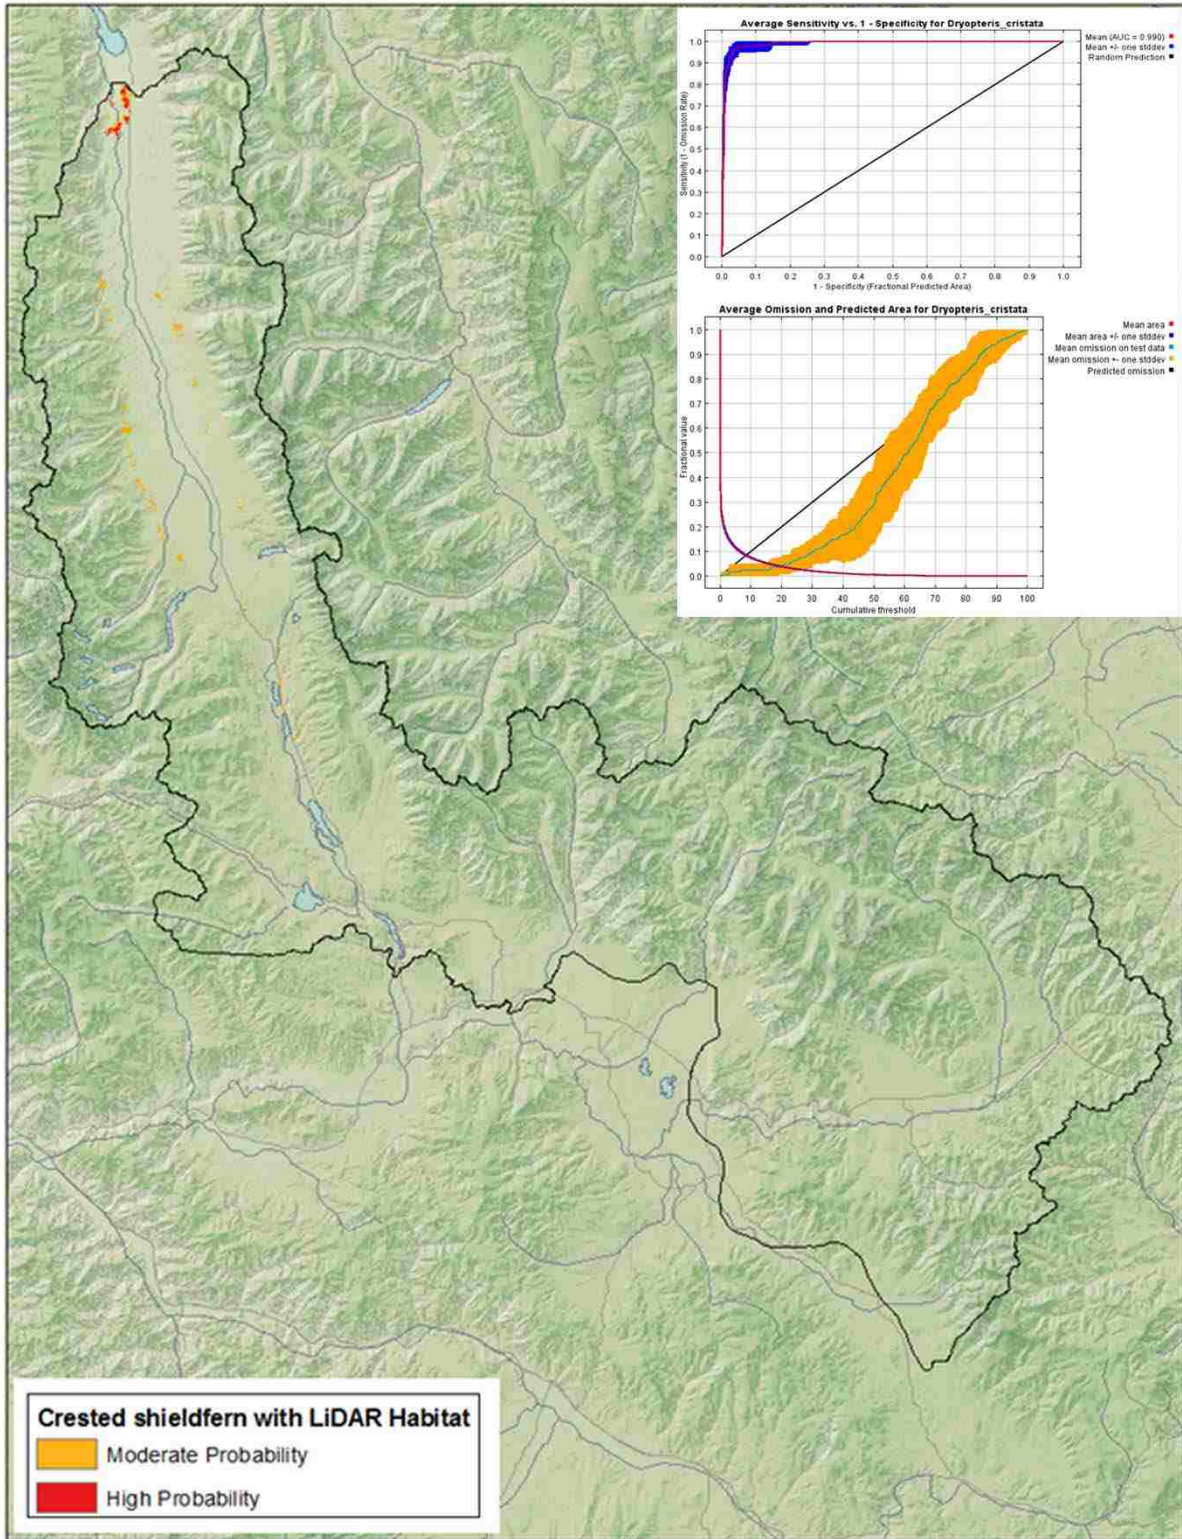 Average Sensitivity vs. 1 - Specificity for Dryopteris_cristata
Mean (AUC = 0.990)
Mean +/- one stddev
Random Prediction
Sensitivity (1 - Omission Rate)
1.0
0.9
0.8
0.7
0.6
0.5
0.4
0.3
0.2
0.1
0.0
0.0 0.1 0.2 0.3 0.4 0.5 0.6 0.7 0.8 0.9 1.0
1 - Specificity (Fractional Predicted Area)
Average Omission and Predicted Area for Dryopteris_cristata
Mean area
Mean area +/- one stddev
Mean omission on test data
Mean omission +- one stddev
Predicted omission
Fractional value
1.0
0.9
0.8
0.7
0.6
0.5
0.4
0.3
0.2
0.1
0.0
0 10 20 30 40 50 60 70 80 90 100
Cumulative threshold
Crested shieldfern with LiDAR Habitat
Moderate Probability
High Probability